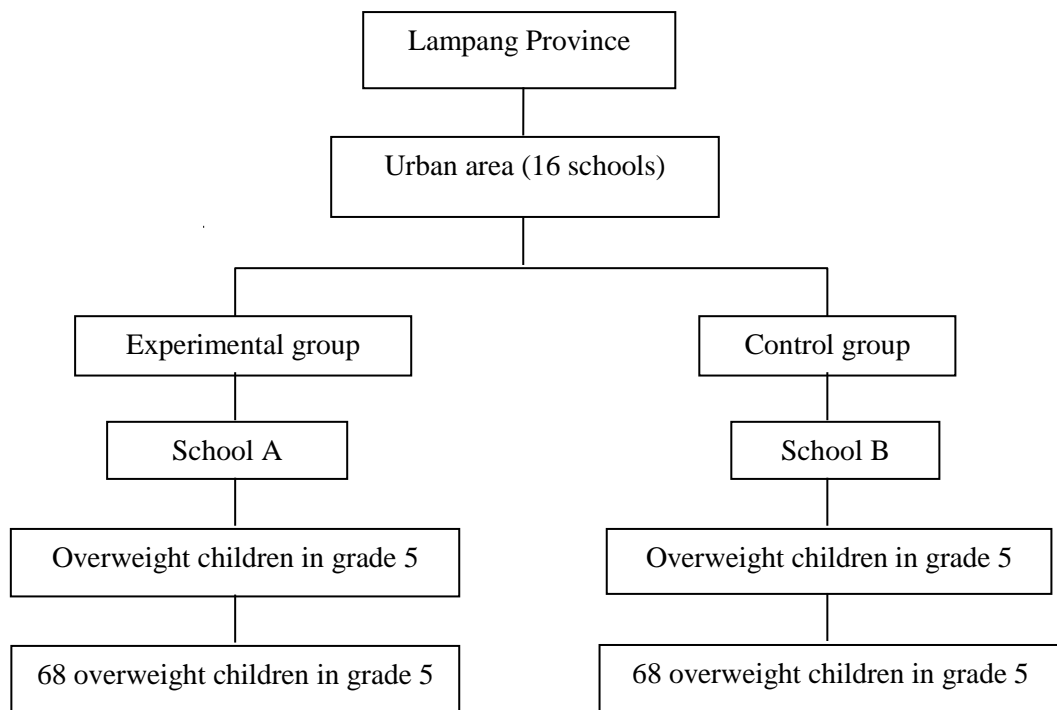 Lampang Province
Urban area (16 schools)
Experimental group
Control group
School A
School B
Overweight children in grade 5
Overweight children in grade 5
68 overweight children in grade 5
68 overweight children in grade 5